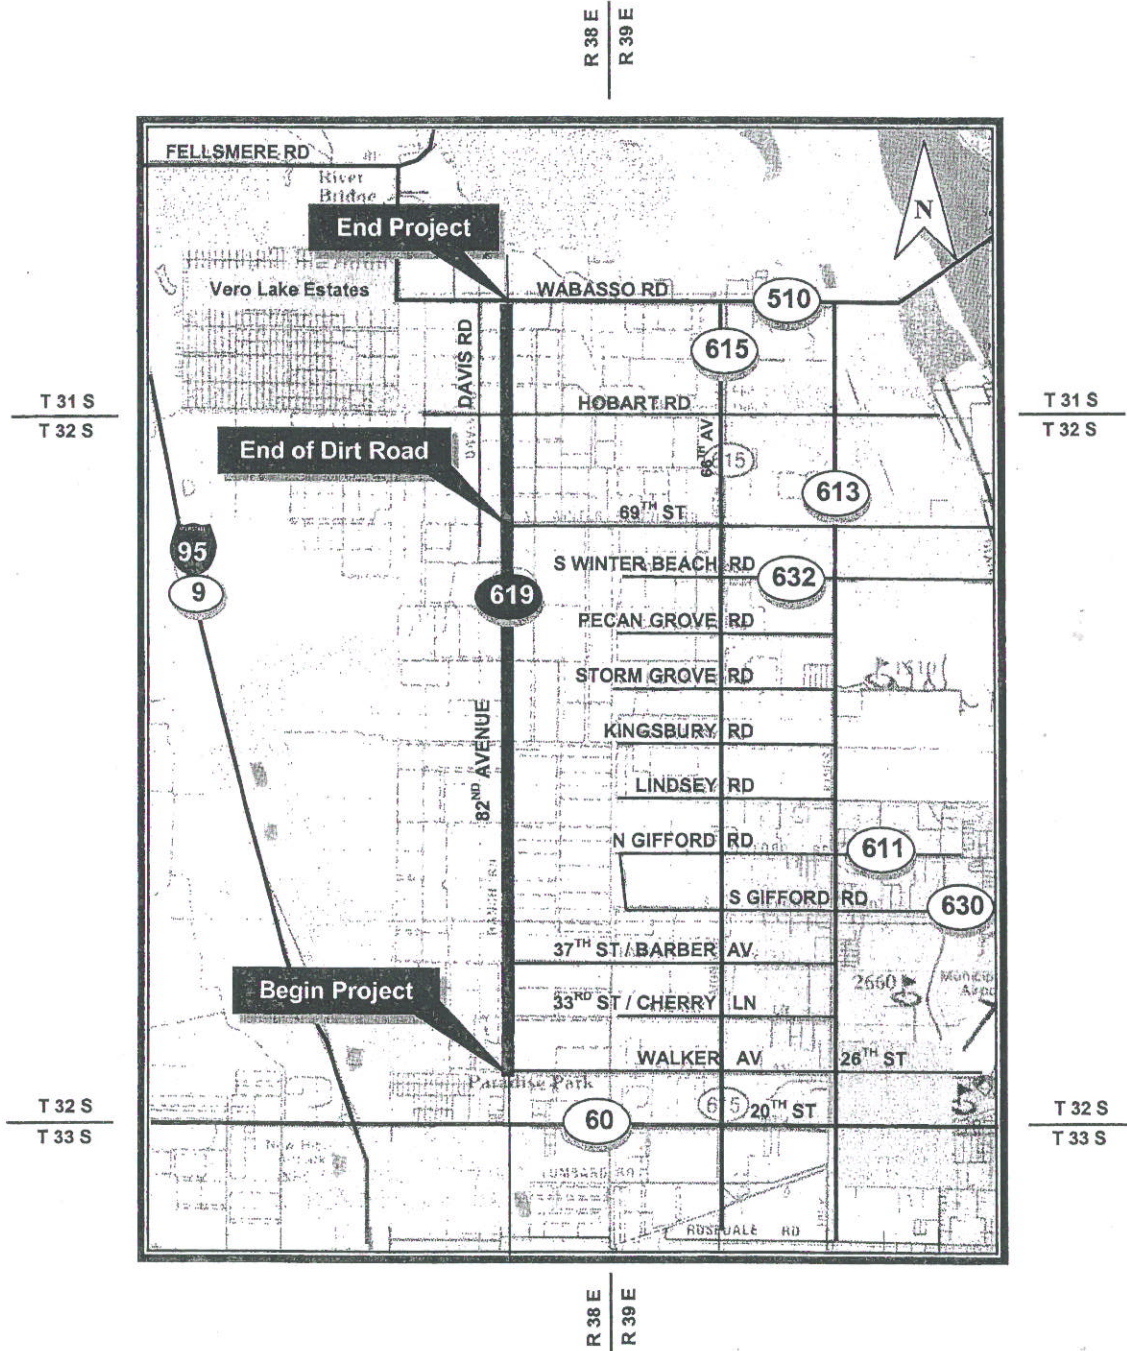 R 38 E
R 39 E
FELLSMERE RD
River
Bridge
N
End Project
Vero Lake Estates
WABASSO RD
510
DAVIS RD
615
T 31 S
T 32 S
HOBART RD
T 31 S
T 32 S
End of Dirt Road
66TH AV
615
613
69TH ST
95
9
S WINTER BEACH RD
632
619
PECAN GROVE RD
STORM GROVE RD
KINGSBURY RD
82ND AVENUE
LINDSEY RD
N GIFFORD RD
611
S GIFFORD RD
630
37TH ST / BARBER AV
Begin Project
2660
33RD ST / CHERRY LN
WALKER AV
26TH ST
Paradise Park
T 32 S
T 33 S
60
615
20TH ST
T 32 S
T 33 S
ROSEDALE RD
R 38 E
R 39 E